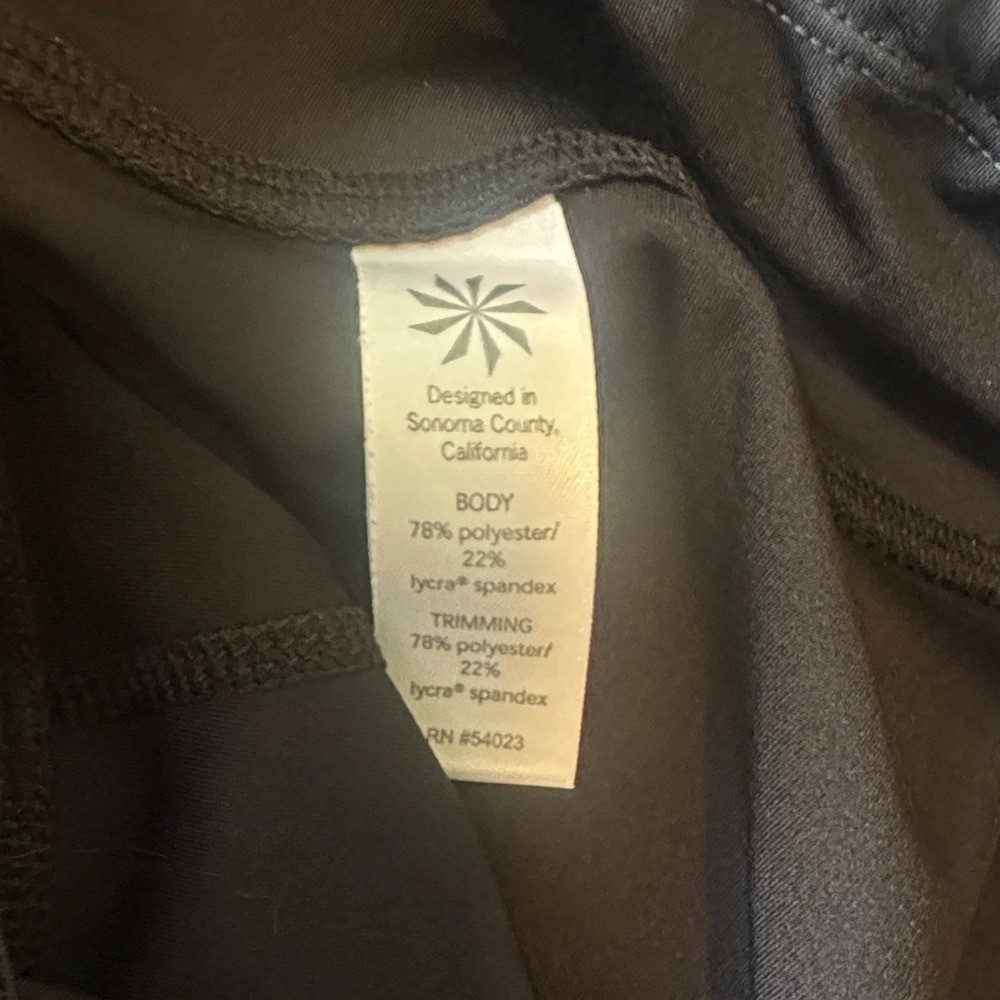 Designed in
Sonoma County,
California
BODY
78% polyester/
22%
lycra® spandex
TRIMMING
78% polyester/
22%
lycra® spandex
RN #54023